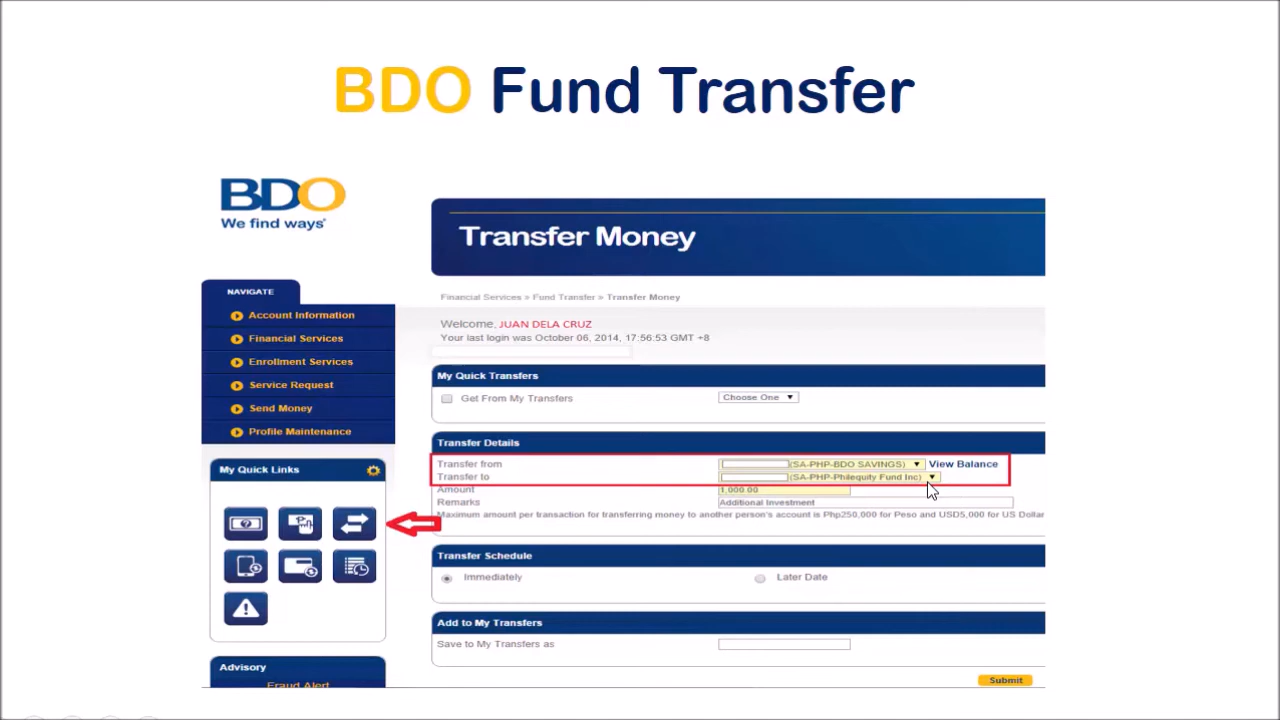 BDO Fund Transfer
BDO
We find ways®
Transfer Money
NAVIGATE
Account Information
Financial Services
Enrollment Services
Service Request
Send Money
Profile Maintenance
My Quick Links
Advisory
Fraud Alert
Financial Services » Fund Transfer » Transfer Money
Welcome, JUAN DELA CRUZ
Your last login was October 06, 2014, 17:56:53 GMT +8
My Quick Transfers
Get From My Transfers Choose One
Transfer Details
Transfer from (SA-PHP-BDO SAVINGS) View Balance
Transfer to (SA-PHP-Philequity Fund Inc)
Amount 1,000.00
Remarks Additional Investment
Maximum amount per transaction for transferring money to another person's account is Php250,000 for Peso and USD5,000 for US Dollar
Transfer Schedule
Immediately Later Date
Add to My Transfers
Save to My Transfers as
Submit